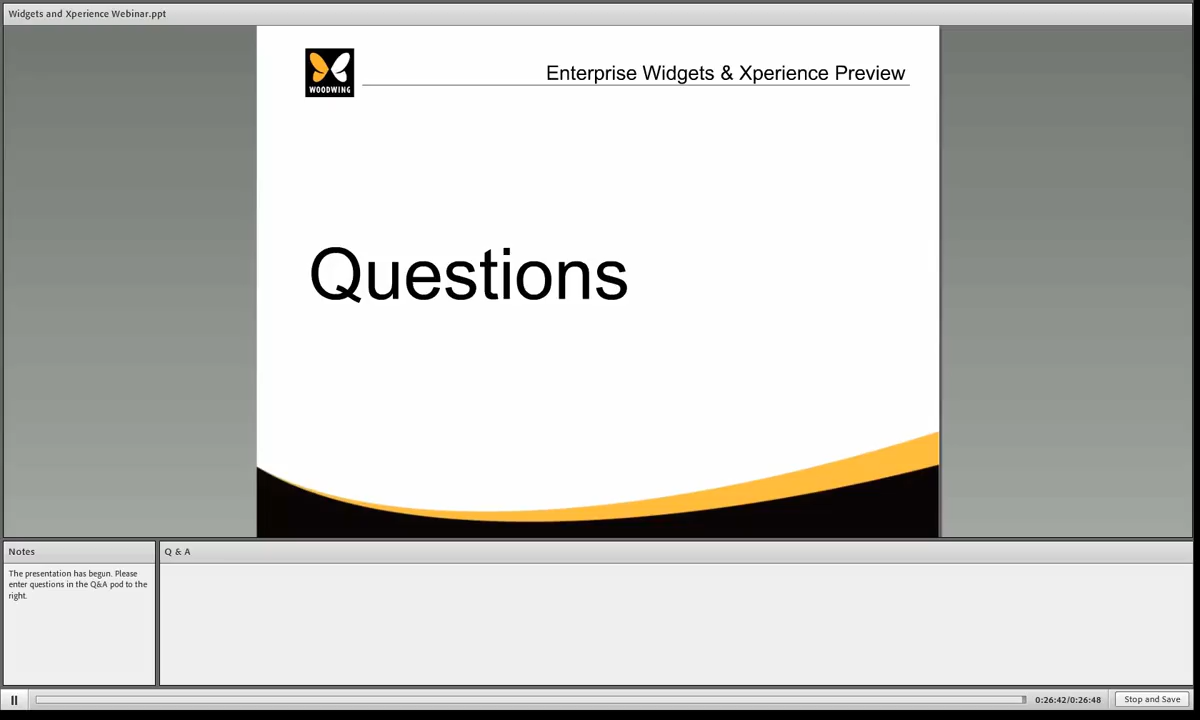 Widgets and Xperience Webinar.ppt
WOODWING
Enterprise Widgets & Xperience Preview
Questions
Notes
The presentation has begun. Please
enter questions in the Q&A pod to the
right.
Q & A
0:26:42/0:26:48
Stop and Save